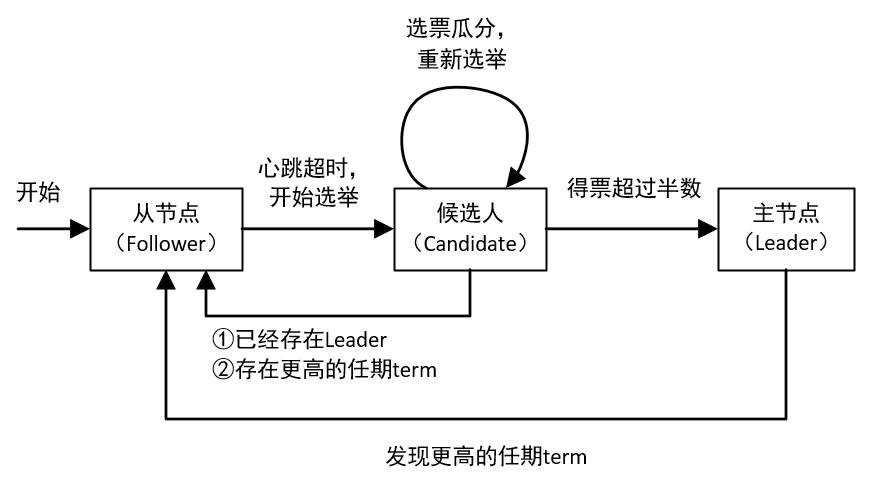 选票瓜分，
重新选举
心跳超时，
开始选举
得票超过半数
开始
从节点
（Follower）
候选人
（Candidate）
主节点
（Leader）
①已经存在Leader
②存在更高的任期term
发现更高的任期term